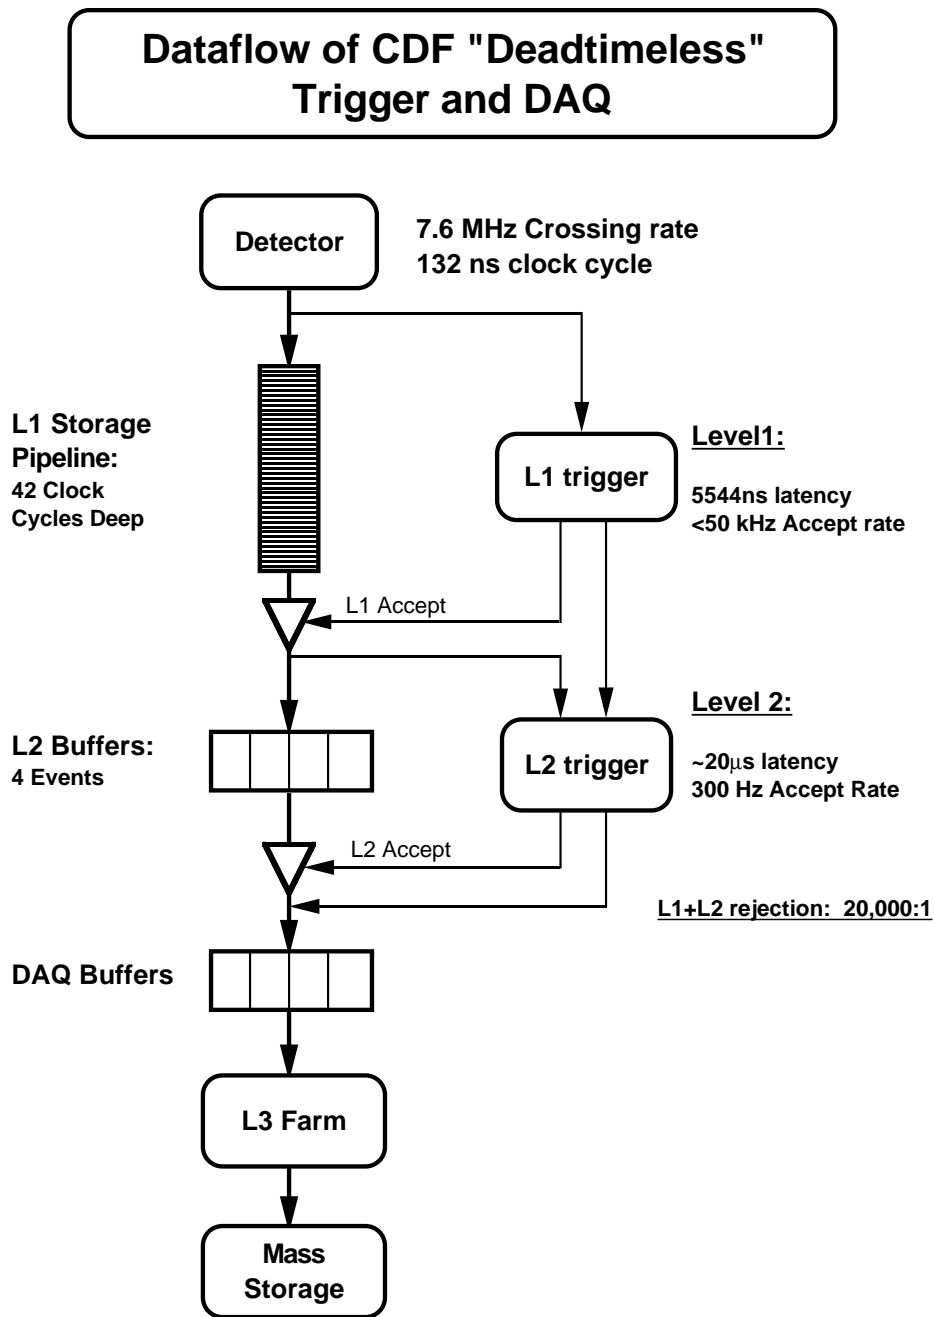 Dataflow of CDF "Deadtimeless"
Trigger and DAQ
Detector
7.6 MHz Crossing rate
132 ns clock cycle
L1 Storage
Pipeline:
42 Clock
Cycles Deep
L1 trigger
Level1:
5544ns latency
<50 kHz Accept rate
L1 Accept
L2 Buffers:
4 Events
L2 trigger
Level 2:
~20μs latency
300 Hz Accept Rate
L2 Accept
L1+L2 rejection: 20,000:1
DAQ Buffers
L3 Farm
Mass
Storage